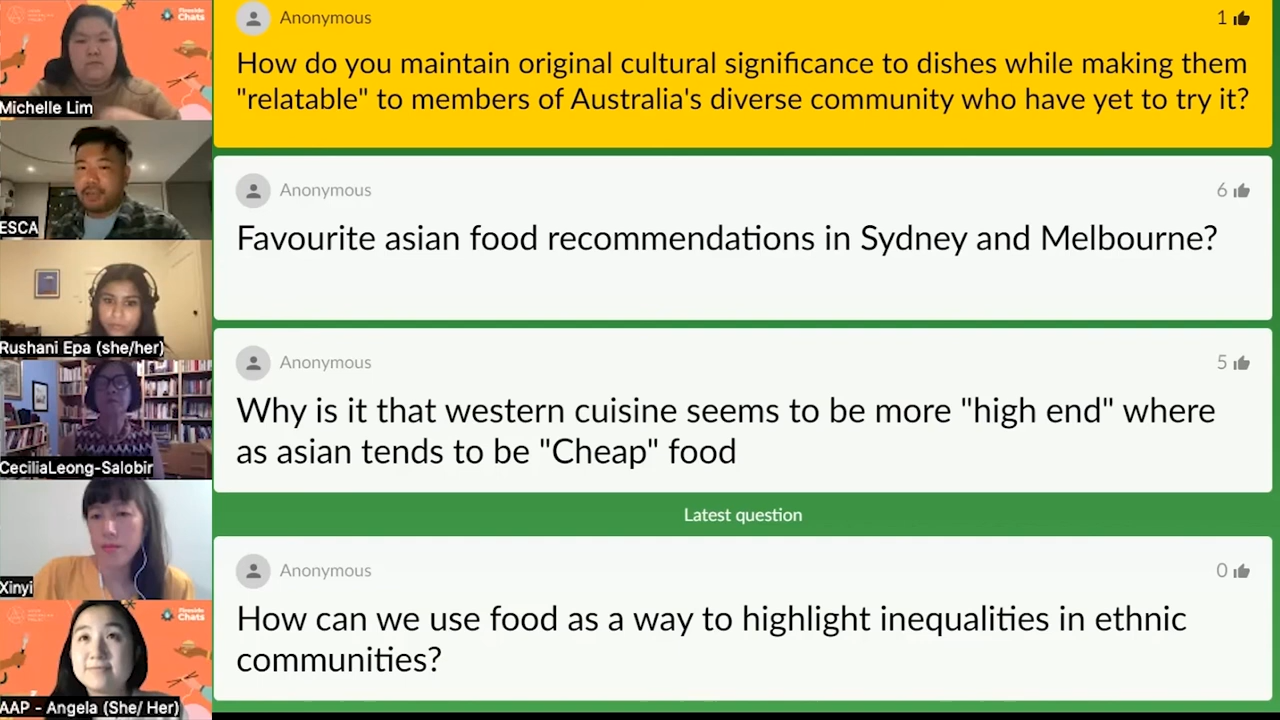 Fireside
Chats
Michelle Lim
ESCA
Rushani Epa (she/her)
CeciliaLeong-Salobir
Xinyi
Fireside
Chats
AAP - Angela (She/ Her)
Anonymous
1
How do you maintain original cultural significance to dishes while making them
"relatable" to members of Australia's diverse community who have yet to try it?
Anonymous
6
Favourite asian food recommendations in Sydney and Melbourne?
Anonymous
5
Why is it that western cuisine seems to be more "high end" where
as asian tends to be "Cheap" food
Latest question
Anonymous
0
How can we use food as a way to highlight inequalities in ethnic
communities?